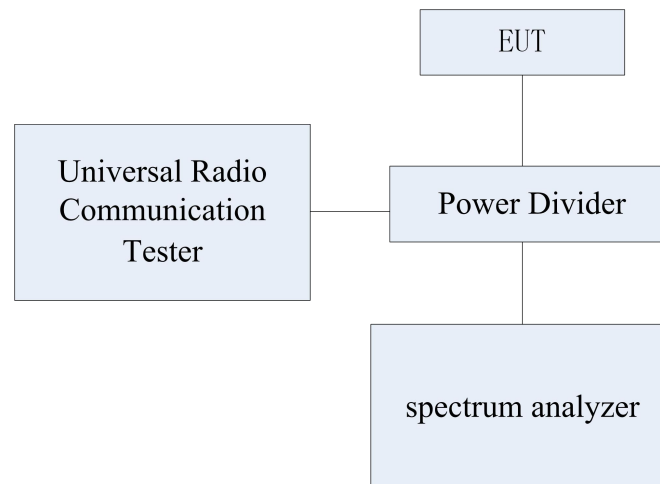 EUT
Universal Radio
Communication
Tester
Power Divider
spectrum analyzer